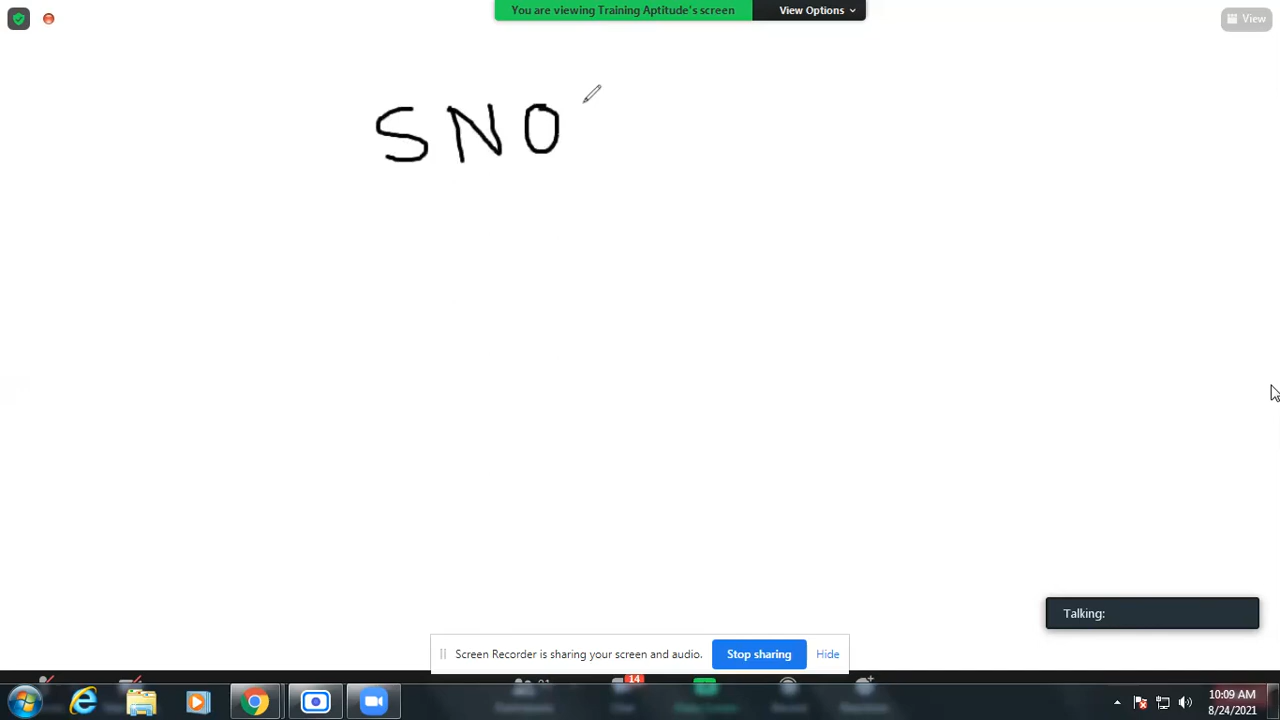 You are viewing Training Aptitude's screen View Options
View
SNO
Talking:
Screen Recorder is sharing your screen and audio. Stop sharing Hide
14
10:09 AM
8/24/2021